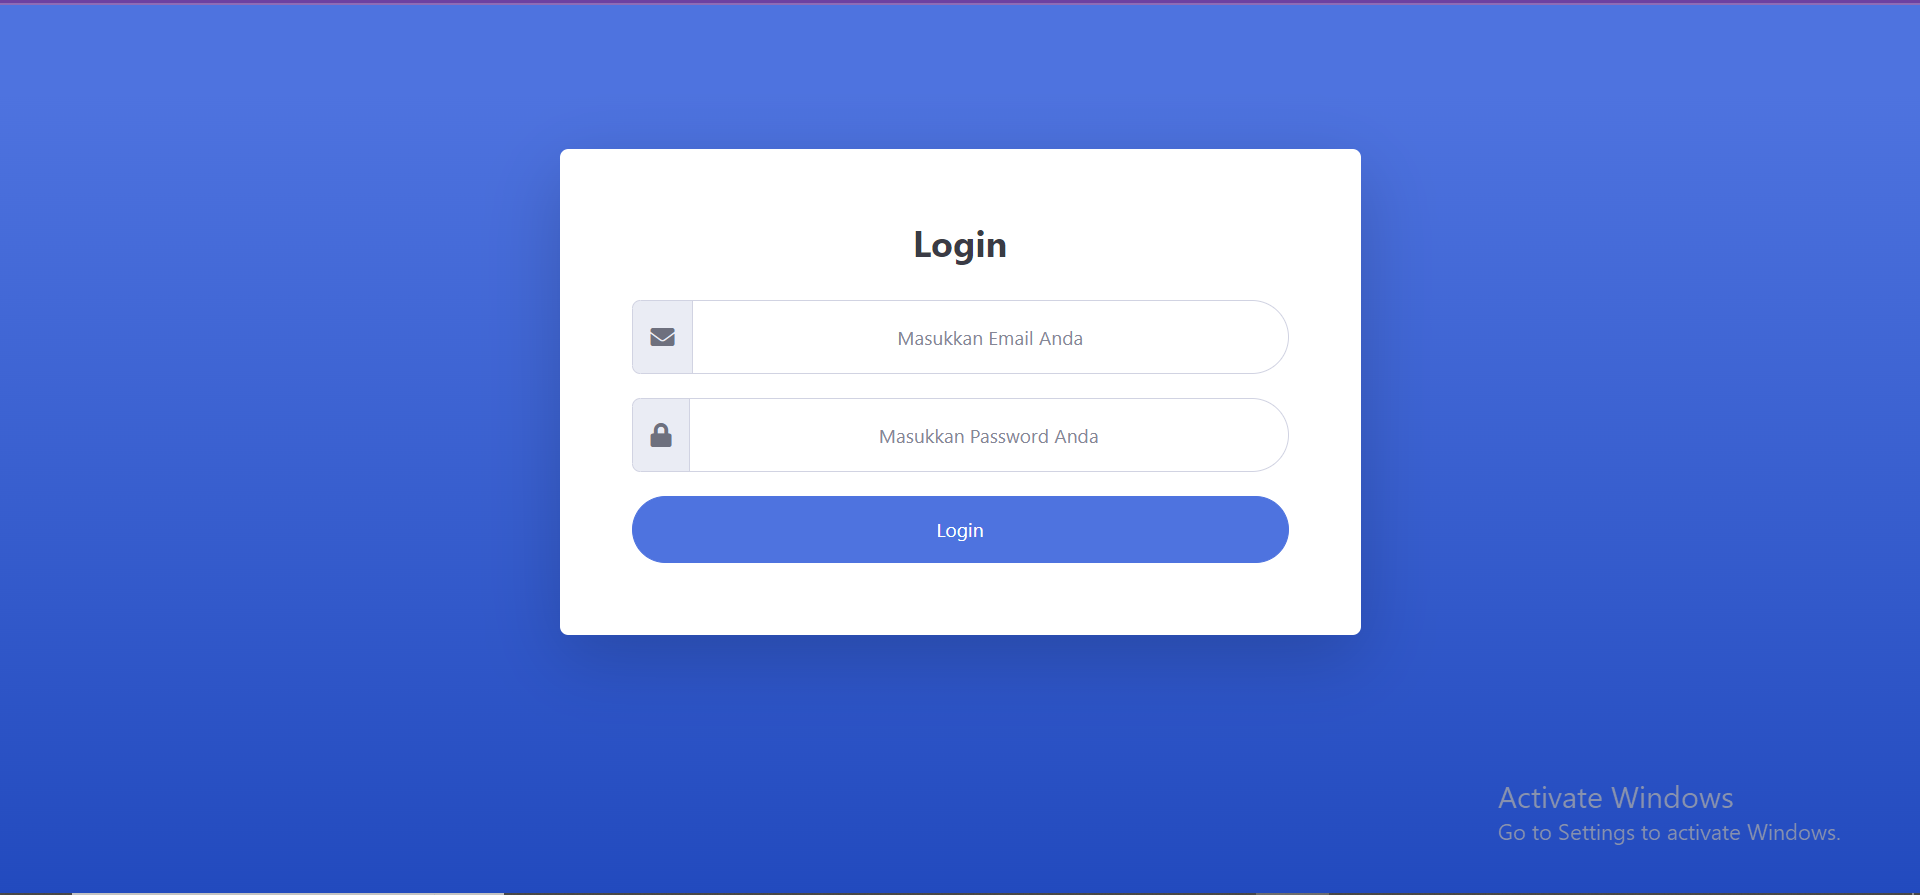 Login
Masukkan Email Anda
Masukkan Password Anda
Login
Activate Windows
Go to Settings to activate Windows.